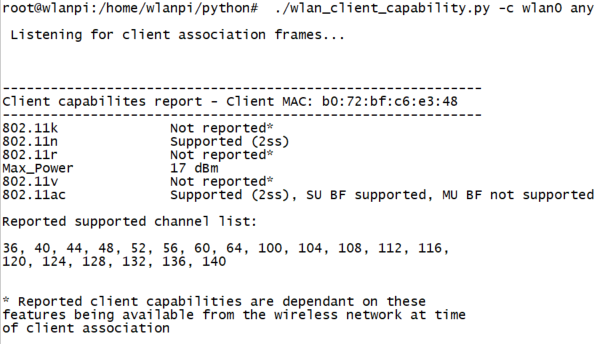 root@wlanpi:/home/wlanpi/python#  ./wlan_client_capability.py -c wlan0 any
Listening for client association frames...
------------------------------------------------------------
Client capabilites report - Client MAC: b0:72:bf:c6:e3:48
------------------------------------------------------------
802.11k              Not reported*
802.11n              Supported (2ss)
802.11r              Not reported*
Max_Power            17 dBm
802.11v              Not reported*
802.11ac             Supported (2ss), SU BF supported, MU BF not supported
Reported supported channel list:
36, 40, 44, 48, 52, 56, 60, 64, 100, 104, 108, 112, 116,
120, 124, 128, 132, 136, 140
* Reported client capabilities are dependant on these
features being available from the wireless network at time
of client association